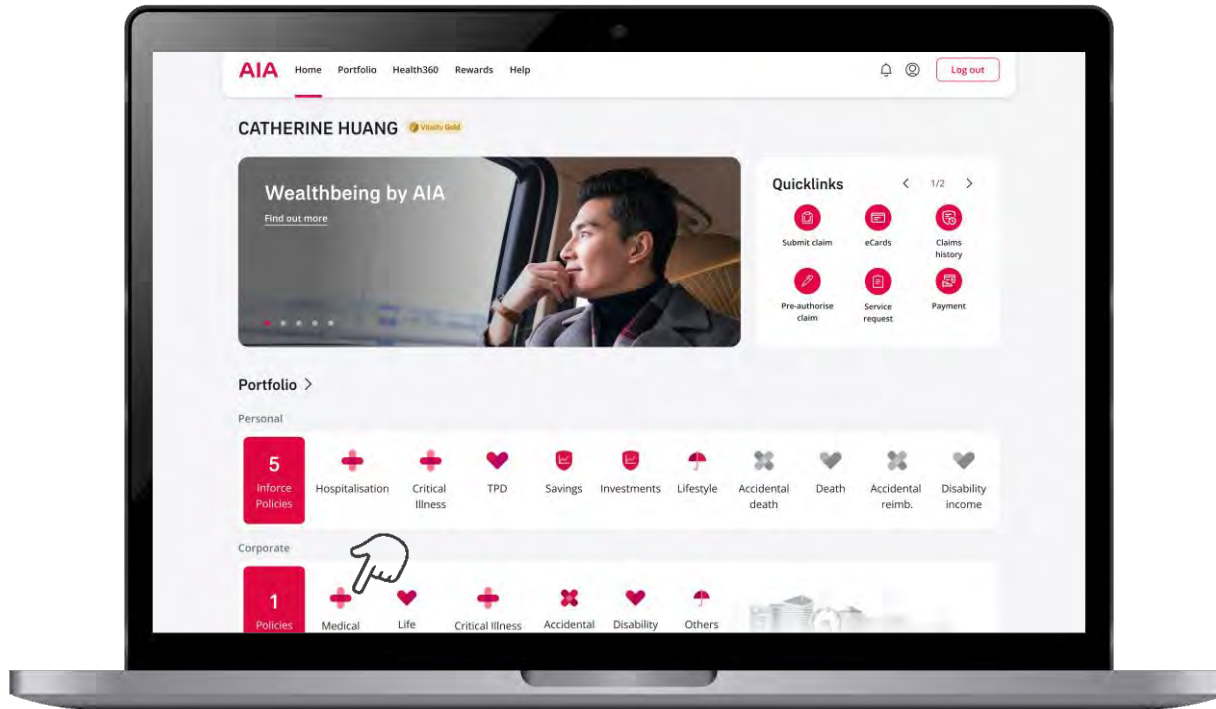 AIA Home Portfolio Health360 Rewards Help Log out
CATHERINE HUANG Vitality Gold
Wealthbeing by AIA
Find out more
Quicklinks 1/2
Submit claim eCards Claims
history
Pre-authorise Service Payment
claim request
Portfolio >
Personal
5
Inforce Hospitalisation Critical TPD Savings Investments Lifestyle Accidental Death Accidental Disability
Policies Illness death reimb. income
Corporate
1
Policies Medical Life Critical Illness Accidental Disability Others